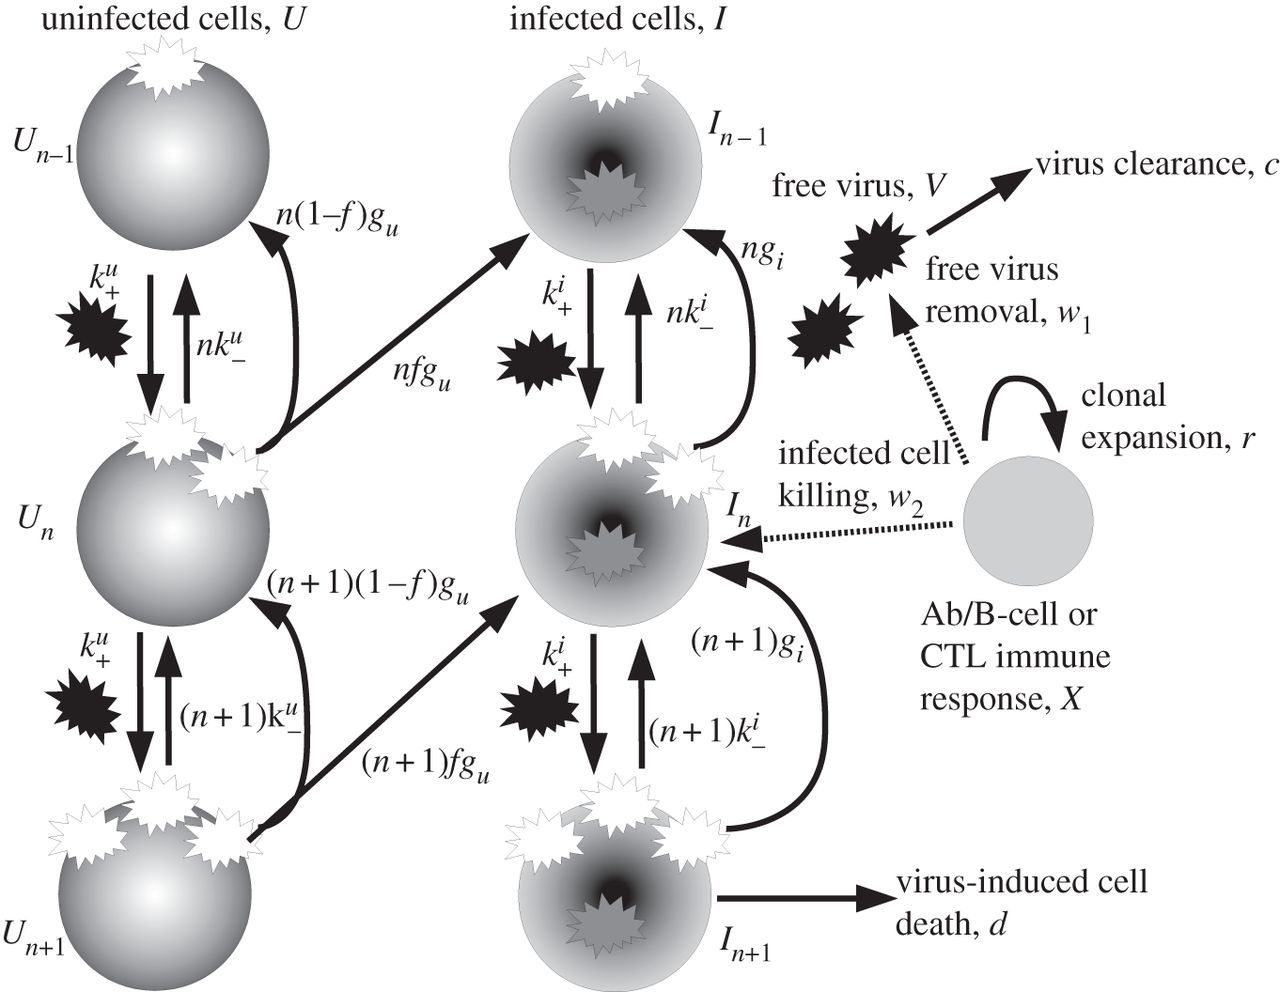 uninfected cells, U
infected cells, I
U_{n–1}
I_{n–1}
free virus, V
virus clearance, c
n(1–f)g_u
ng_i
k_+^u
nk_–^u
k_+^i
nk_–^i
nfg_u
free virus
removal, w_1
clonal
expansion, r
infected cell
killing, w_2
U_n
I_n
(n+1)(1–f)g_u
(n+1)g_i
Ab/B-cell or
CTL immune
response, X
k_+^u
(n+1)k_–^u
k_+^i
(n+1)k_–^i
(n+1)fg_u
U_{n+1}
I_{n+1}
virus-induced cell
death, d